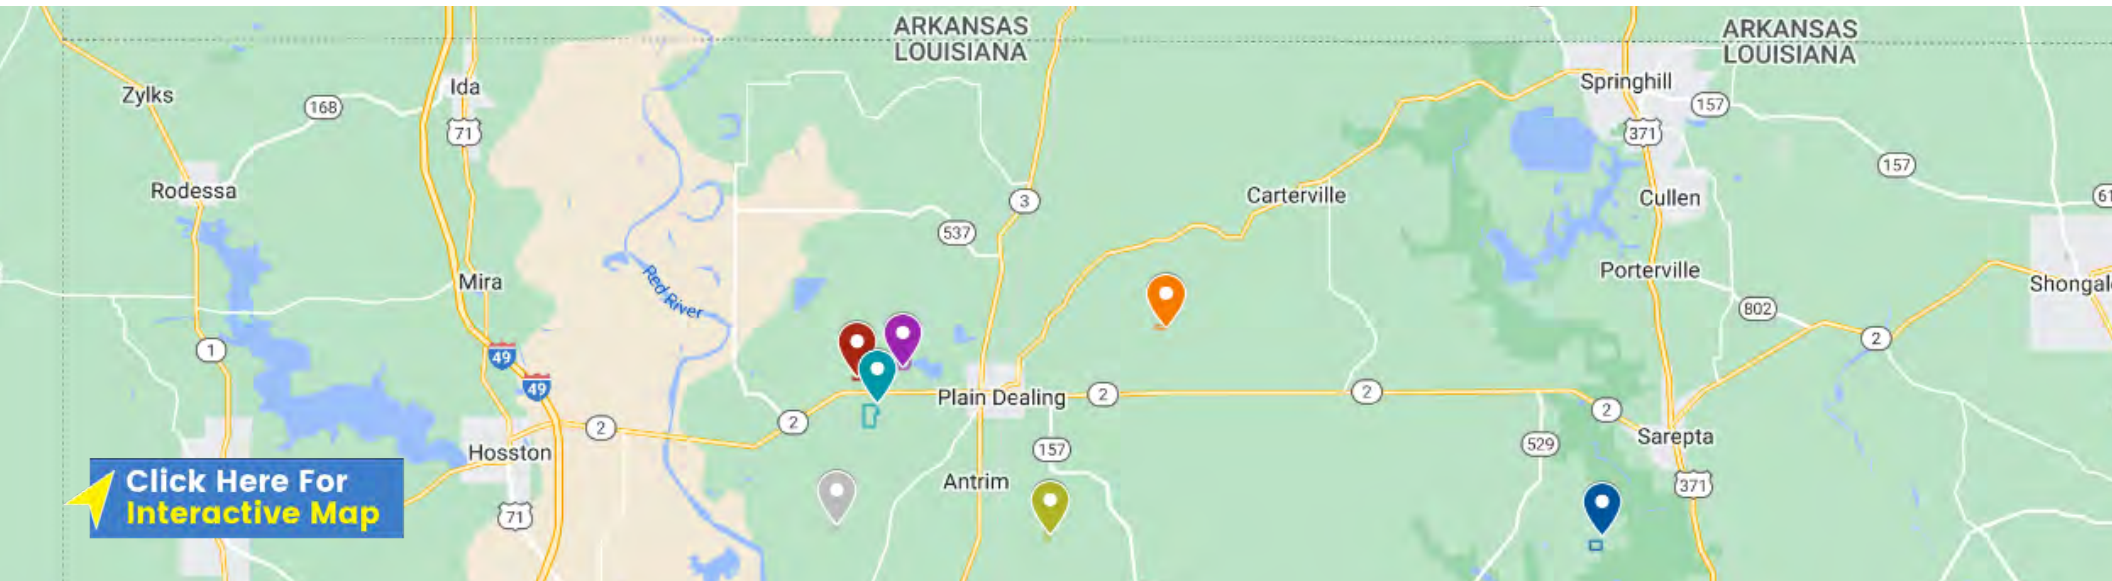 ARKANSAS
LOUISIANA
ARKANSAS
LOUISIANA
Zylks
168
Ida
71
Springhill
157
371
157
Rodessa
3
Carterville
Cullen
61
537
Mira
Red River
Porterville
Shongal
802
1
49
49
2
Plain Dealing
2
2
2
2
2
Hosston
157
529
Sarepta
Antrim
371
71
Click Here For
Interactive Map